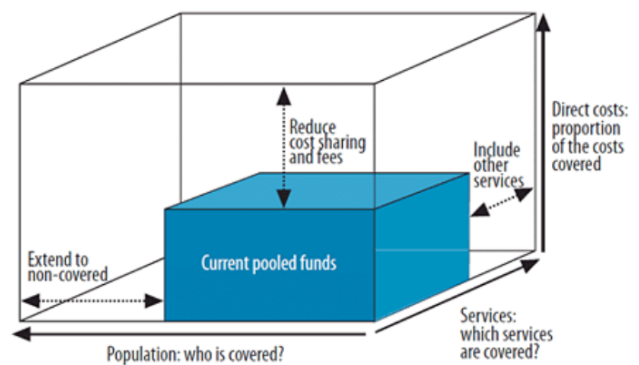 Reduce
cost sharing
and fees
Include
other
services
Direct costs:
proportion
of the costs
covered
Extend to
non-covered
Current pooled funds
Population: who is covered?
Services:
which services
are covered?